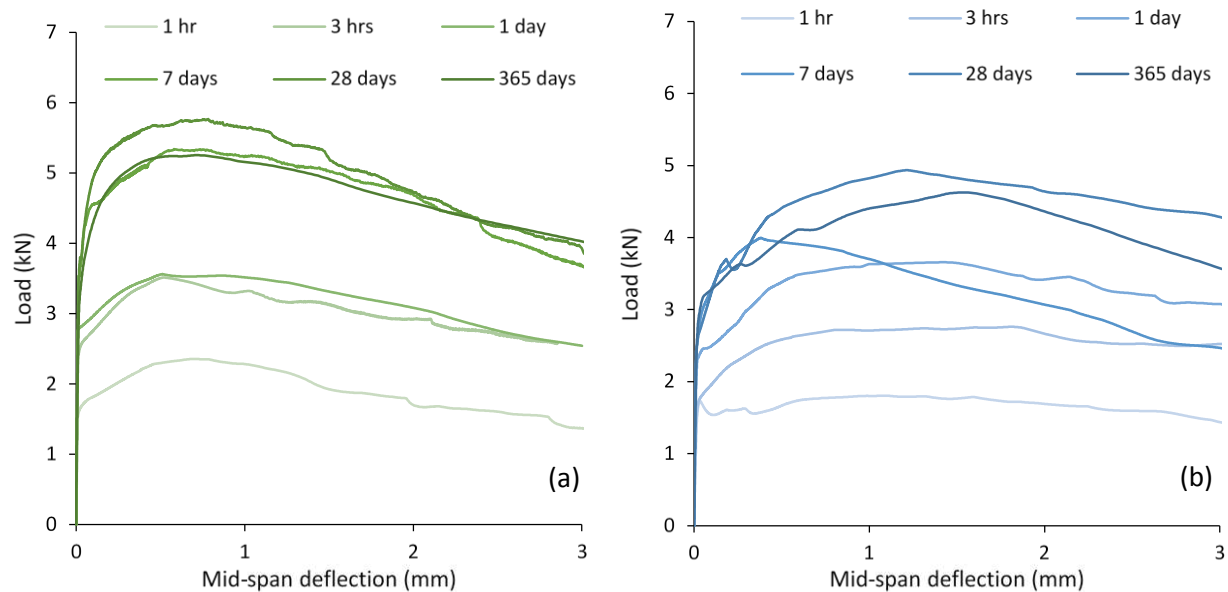 1 hr 3 hrs 1 day
7 days 28 days 365 days
7
6
5
4
3
2
1
0
Load (kN)
(a)
0 1 2 3
Mid-span deflection (mm)
1 hr 3 hrs 1 day
7 days 28 days 365 days
7
6
5
4
3
2
1
0
Load (kN)
(b)
0 1 2 3
Mid-span deflection (mm)